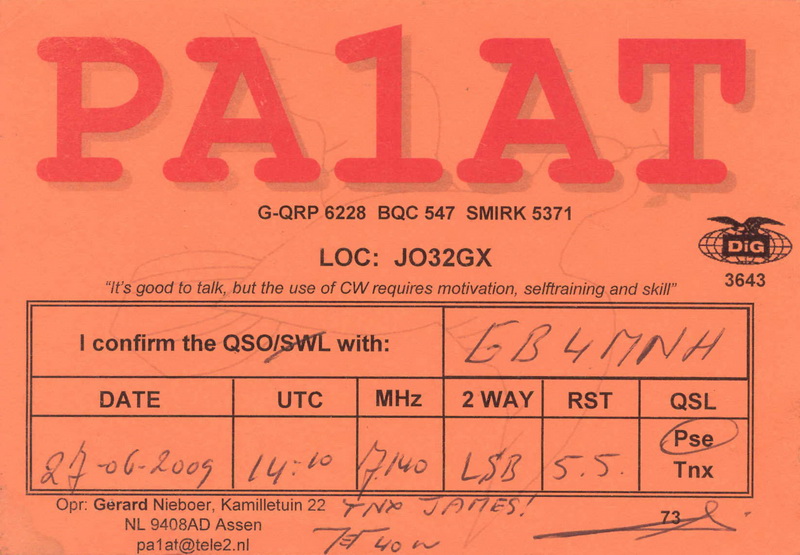 PA1AT
G-QRP 6228 BQC 547 SMIRK 5371
LOC: JO32GX
DiG
3643
"It's good to talk, but the use of CW requires motivation, selftraining and skill"
I confirm the QSO/SWL with: GB4MNH
DATE UTC MHz 2 WAY RST QSL
Pse
27-06-2009 14:10 7,140 LSB 5.5. Tnx
Opr: Gerard Nieboer, Kamilletuin 22 TNX JAMES! 73
NL 9408AD Assen
pa1at@tele2.nl 40 W